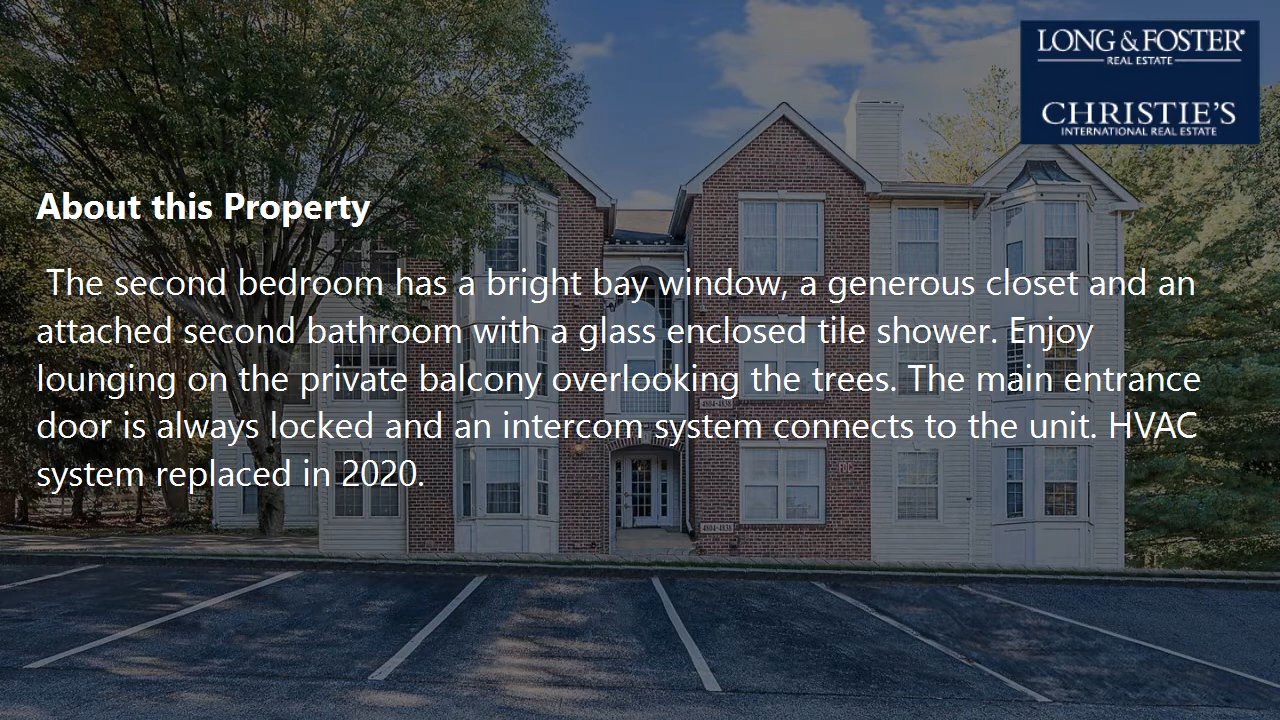 LONG & FOSTER®
REAL ESTATE
CHRISTIE'S
INTERNATIONAL REAL ESTATE
About this Property
The second bedroom has a bright bay window, a generous closet and an
attached second bathroom with a glass enclosed tile shower. Enjoy
lounging on the private balcony overlooking the trees. The main entrance
door is always locked and an intercom system connects to the unit. HVAC
system replaced in 2020.
FDC